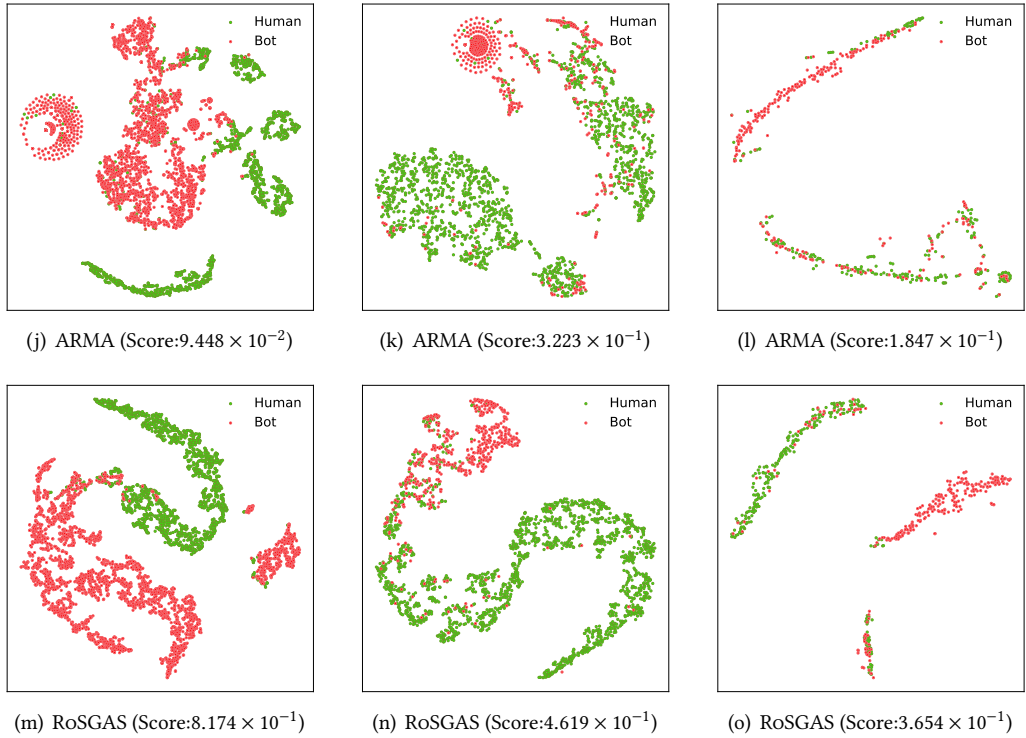 Human
Bot
Human
Bot
Human
Bot
(j) ARMA (Score:9.448 × 10⁻²)
(k) ARMA (Score:3.223 × 10⁻¹)
(l) ARMA (Score:1.847 × 10⁻¹)
Human
Bot
Human
Bot
Human
Bot
(m) RoSGAS (Score:8.174 × 10⁻¹)
(n) RoSGAS (Score:4.619 × 10⁻¹)
(o) RoSGAS (Score:3.654 × 10⁻¹)